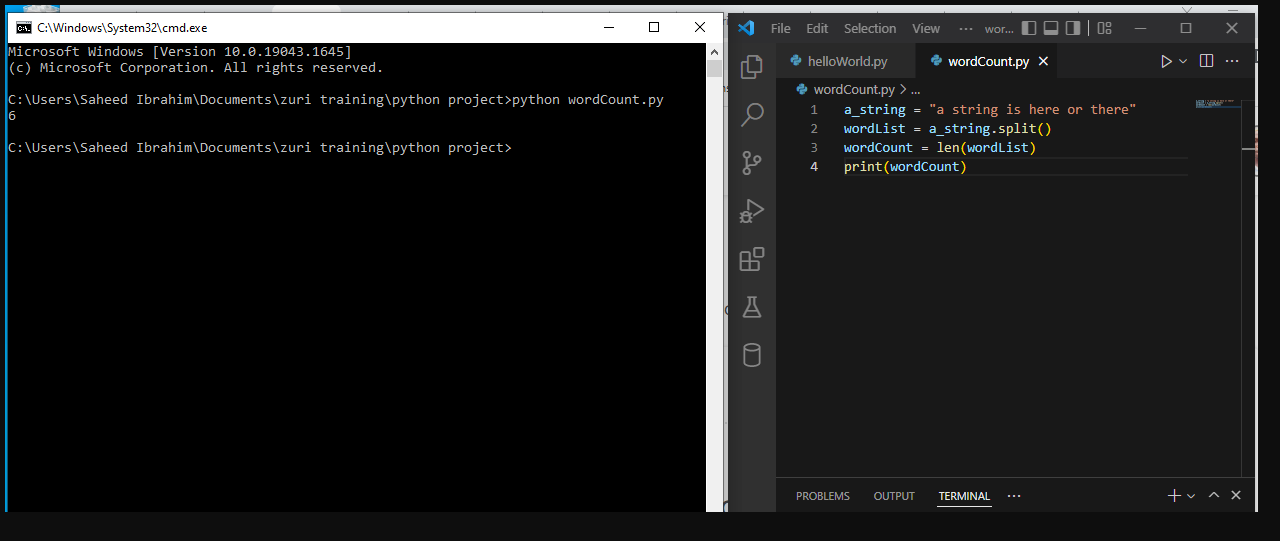 C:\Windows\System32\cmd.exe
Microsoft Windows [Version 10.0.19043.1645]
(c) Microsoft Corporation. All rights reserved.
C:\Users\Saheed Ibrahim\Documents\zuri training\python project>python wordCount.py
6
C:\Users\Saheed Ibrahim\Documents\zuri training\python project>
File Edit Selection View ··· wor...
helloWorld.py wordCount.py
wordCount.py > ...
1 a_string = "a string is here or there"
2 wordList = a_string.split()
3 wordCount = len(wordList)
4 print(wordCount)
PROBLEMS OUTPUT TERMINAL ···